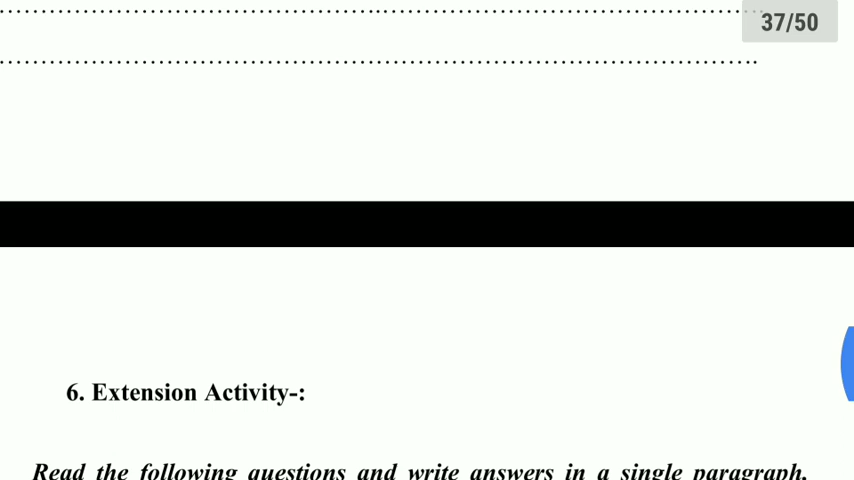 37/50
6. Extension Activity-:
Read the following questions and write answers in a single paragraph.